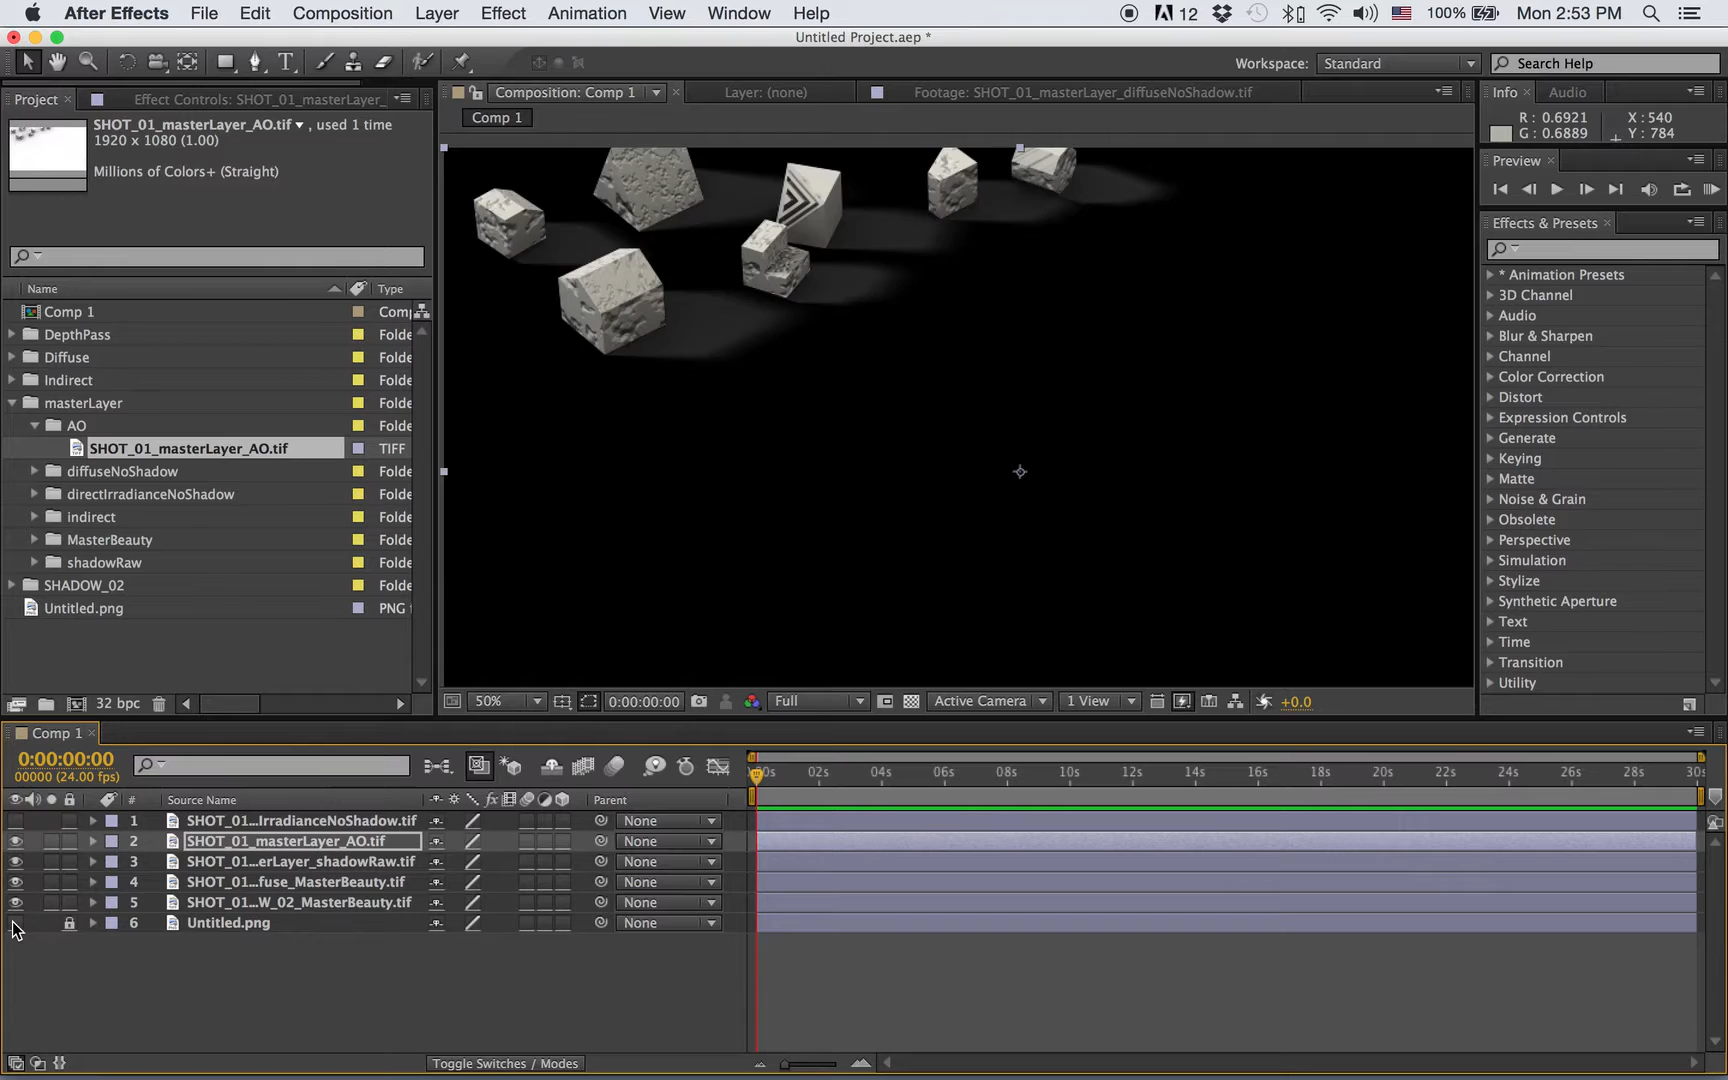 After Effects File Edit Composition Layer Effect Animation View Window Help 12 100% Mon 2:53 PM
Untitled Project.aep *
Workspace: Standard Search Help
Project × Effect Controls: SHOT_01_masterLayer_ Composition: Comp 1 × Layer: (none) Footage: SHOT_01_masterLayer_diffuseNoShadow.tif Info × Audio
Comp 1
SHOT_01_masterLayer_AO.tif , used 1 time
1920 x 1080 (1.00)
Millions of Colors+ (Straight)
R : 0.6921 X : 540
G : 0.6889 Y : 784
Preview ×
Effects & Presets ×
Name Type
Comp 1 Comp
DepthPass Folde
Diffuse Folde
Indirect Folde
masterLayer Folde
AO Folde
SHOT_01_masterLayer_AO.tif TIFF
diffuseNoShadow Folde
directIrradianceNoShadow Folde
indirect Folde
MasterBeauty Folde
shadowRaw Folde
SHADOW_02 Folde
Untitled.png PNG f
32 bpc
* Animation Presets
3D Channel
Audio
Blur & Sharpen
Channel
Color Correction
Distort
Expression Controls
Generate
Keying
Matte
Noise & Grain
Obsolete
Perspective
Simulation
Stylize
Synthetic Aperture
Text
Time
Transition
Utility
50% 0:00:00:00 Full Active Camera 1 View +0.0
Comp 1 ×
0:00:00:00
00000 (24.00 fps)
00s 02s 04s 06s 08s 10s 12s 14s 16s 18s 20s 22s 24s 26s 28s 30s
# Source Name fx Parent
1 SHOT_01...IrradianceNoShadow.tif None
2 SHOT_01_masterLayer_AO.tif None
3 SHOT_01...erLayer_shadowRaw.tif None
4 SHOT_01...fuse_MasterBeauty.tif None
5 SHOT_01...W_02_MasterBeauty.tif None
6 Untitled.png None
Toggle Switches / Modes